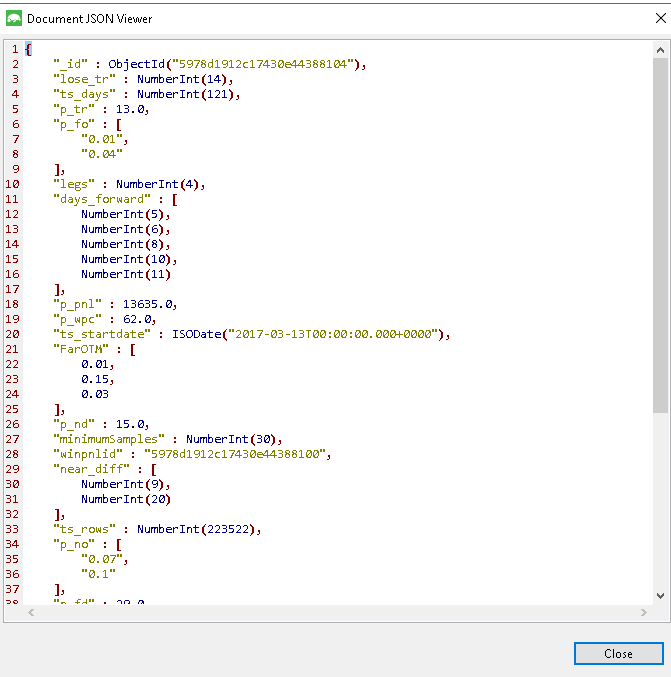 Document JSON Viewer
1 {
2 "_id" : ObjectId("5978d1912c17430e44388104"),
3 "lose_tr" : NumberInt(14),
4 "ts_days" : NumberInt(121),
5 "p_tr" : 13.0,
6 "p_fo" : [
7 "0.01",
8 "0.04"
9 ],
10 "legs" : NumberInt(4),
11 "days_forward" : [
12 NumberInt(5),
13 NumberInt(6),
14 NumberInt(8),
15 NumberInt(10),
16 NumberInt(11)
17 ],
18 "p_pnl" : 13635.0,
19 "p_wpc" : 62.0,
20 "ts_startdate" : ISODate("2017-03-13T00:00:00.000+0000"),
21 "FarOTM" : [
22 0.01,
23 0.15,
24 0.03
25 ],
26 "p_nd" : 15.0,
27 "minimumSamples" : NumberInt(30),
28 "winpnlid" : "5978d1912c17430e44388100",
29 "near_diff" : [
30 NumberInt(9),
31 NumberInt(20)
32 ],
33 "ts_rows" : NumberInt(223522),
34 "p_no" : [
35 "0.07",
36 "0.1"
37 ],
38 "p_fd" : 29.0
Close